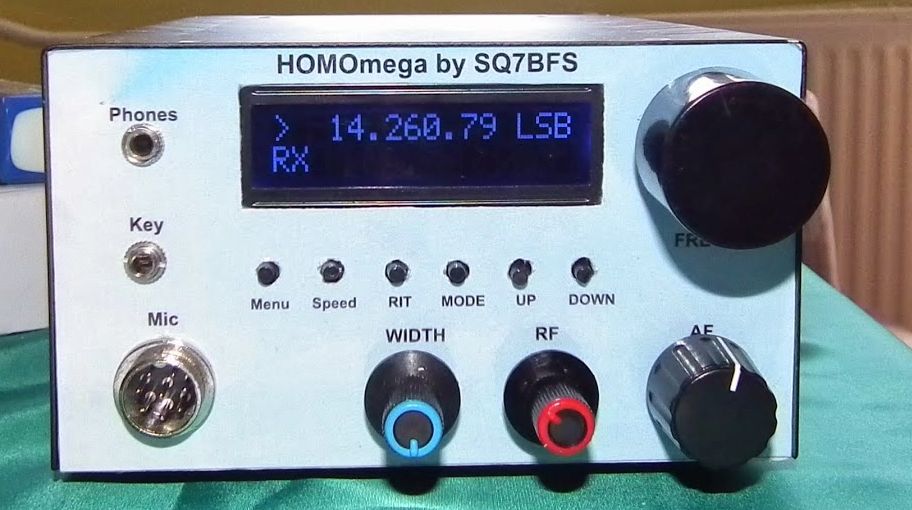 HOMOmega by SQ7BFS
Phones
> 14.260.79 LSB
RX
Key
Menu Speed RIT MODE UP DOWN
Mic
WIDTH RF AF